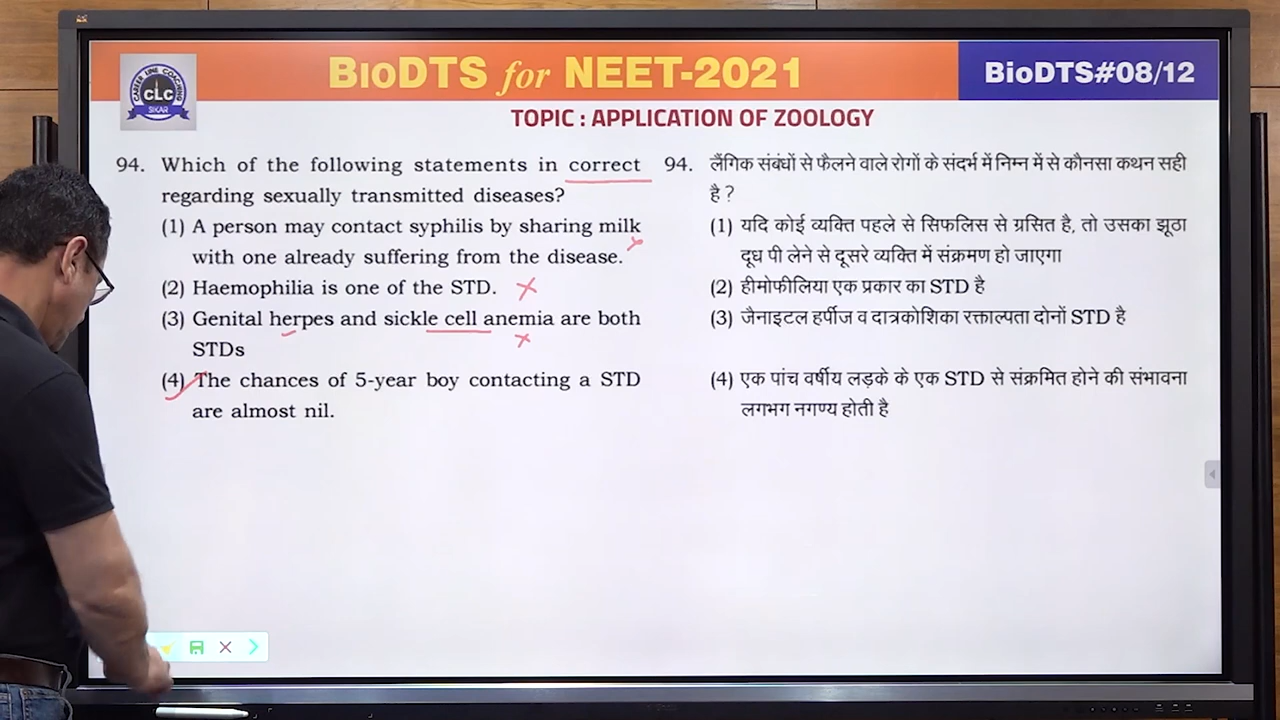 BIODTS for NEET-2021
BioDTS#08/12
CAREER LINE COACHING
CLC
SIKAR
TOPIC : APPLICATION OF ZOOLOGY
94. Which of the following statements in correct
regarding sexually transmitted diseases?
(1) A person may contact syphilis by sharing milk
with one already suffering from the disease.
(2) Haemophilia is one of the STD.
(3) Genital herpes and sickle cell anemia are both
STDs
(4) The chances of 5-year boy contacting a STD
are almost nil.
94. लैंगिक संबंधों से फैलने वाले रोगों के संदर्भ में निम्न में से कौनसा कथन सही
है ?
(1) यदि कोई व्यक्ति पहले से सिफलिस से ग्रसित है, तो उसका झूठा
दूध पी लेने से दूसरे व्यक्ति में संक्रमण हो जाएगा
(2) हीमोफीलिया एक प्रकार का STD है
(3) जैनाइटल हर्पीज व दात्रकोशिका रक्ताल्पता दोनों STD है
(4) एक पांच वर्षीय लड़के के एक STD से संक्रमित होने की संभावना
लगभग नगण्य होती है